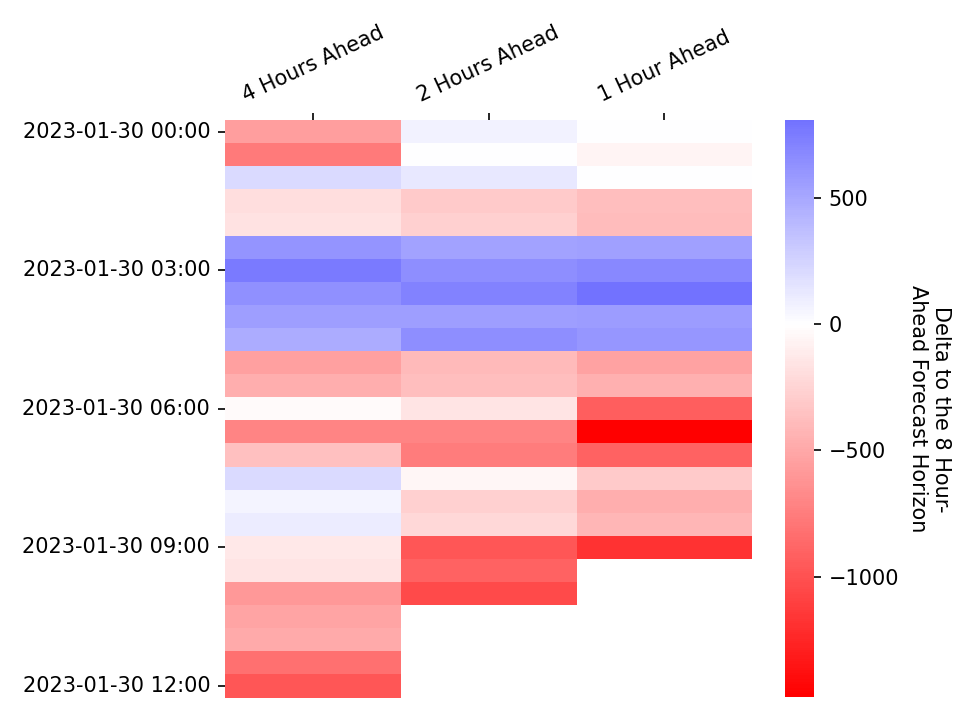 4 Hours Ahead
2 Hours Ahead
1 Hour Ahead
2023-01-30 00:00
2023-01-30 03:00
2023-01-30 06:00
2023-01-30 09:00
2023-01-30 12:00
500
0
−500
−1000
Delta to the 8 Hour-
Ahead Forecast Horizon